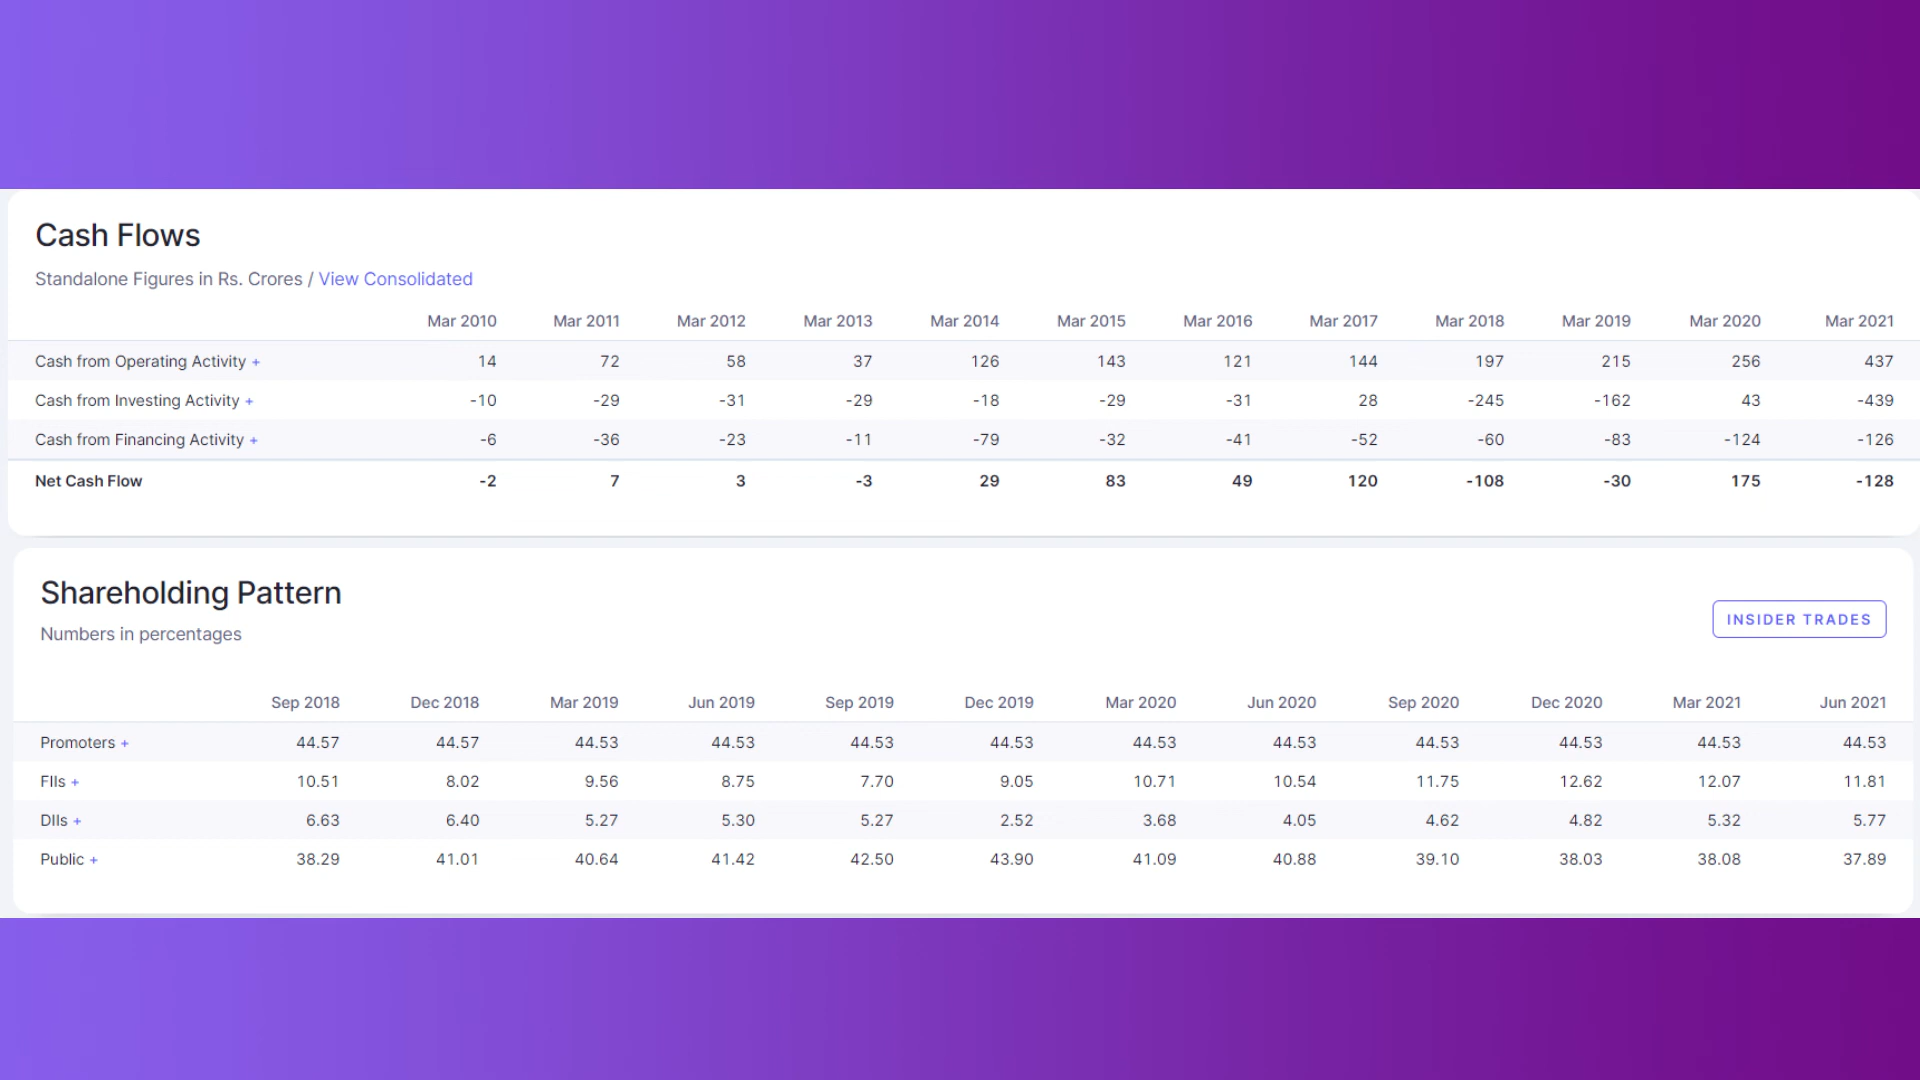 Cash Flows
Standalone Figures in Rs. Crores / View Consolidated
Mar 2010 Mar 2011 Mar 2012 Mar 2013 Mar 2014 Mar 2015 Mar 2016 Mar 2017 Mar 2018 Mar 2019 Mar 2020 Mar 2021
Cash from Operating Activity + 14 72 58 37 126 143 121 144 197 215 256 437
Cash from Investing Activity + -10 -29 -31 -29 -18 -29 -31 28 -245 -162 43 -439
Cash from Financing Activity + -6 -36 -23 -11 -79 -32 -41 -52 -60 -83 -124 -126
Net Cash Flow -2 7 3 -3 29 83 49 120 -108 -30 175 -128
Shareholding Pattern
INSIDER TRADES
Numbers in percentages
Sep 2018 Dec 2018 Mar 2019 Jun 2019 Sep 2019 Dec 2019 Mar 2020 Jun 2020 Sep 2020 Dec 2020 Mar 2021 Jun 2021
Promoters + 44.57 44.57 44.53 44.53 44.53 44.53 44.53 44.53 44.53 44.53 44.53 44.53
FIIs + 10.51 8.02 9.56 8.75 7.70 9.05 10.71 10.54 11.75 12.62 12.07 11.81
DIIs + 6.63 6.40 5.27 5.30 5.27 2.52 3.68 4.05 4.62 4.82 5.32 5.77
Public + 38.29 41.01 40.64 41.42 42.50 43.90 41.09 40.88 39.10 38.03 38.08 37.89